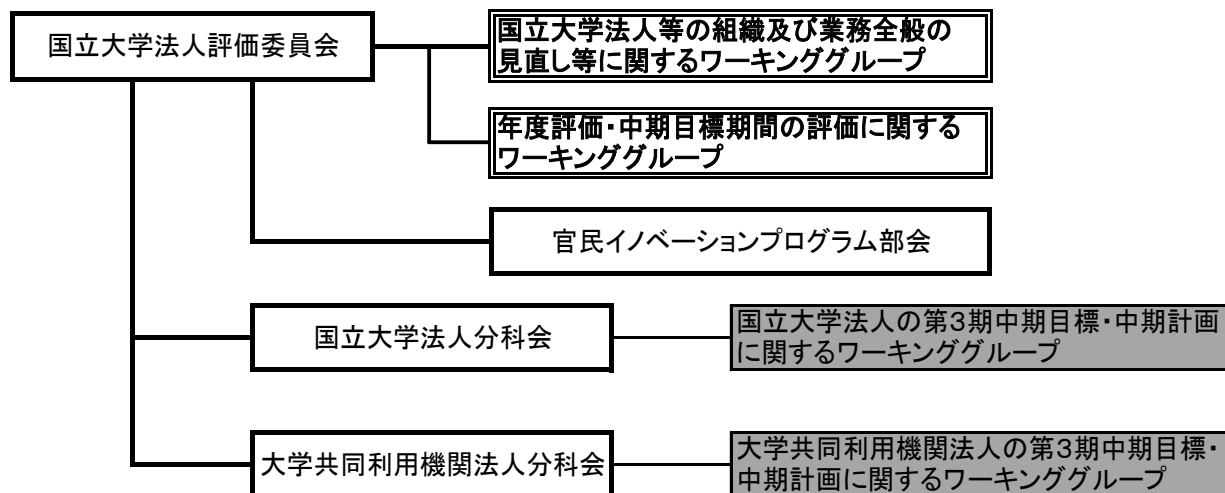 国立大学法人評価委員会
国立大学法人等の組織及び業務全般の
見直し等に関するワーキンググループ
年度評価・中期目標期間の評価に関する
ワーキンググループ
官民イノベーションプログラム部会
国立大学法人分科会
国立大学法人の第3期中期目標・中期計画
に関するワーキンググループ
大学共同利用機関法人分科会
大学共同利用機関法人の第3期中期目標・
中期計画に関するワーキンググループ